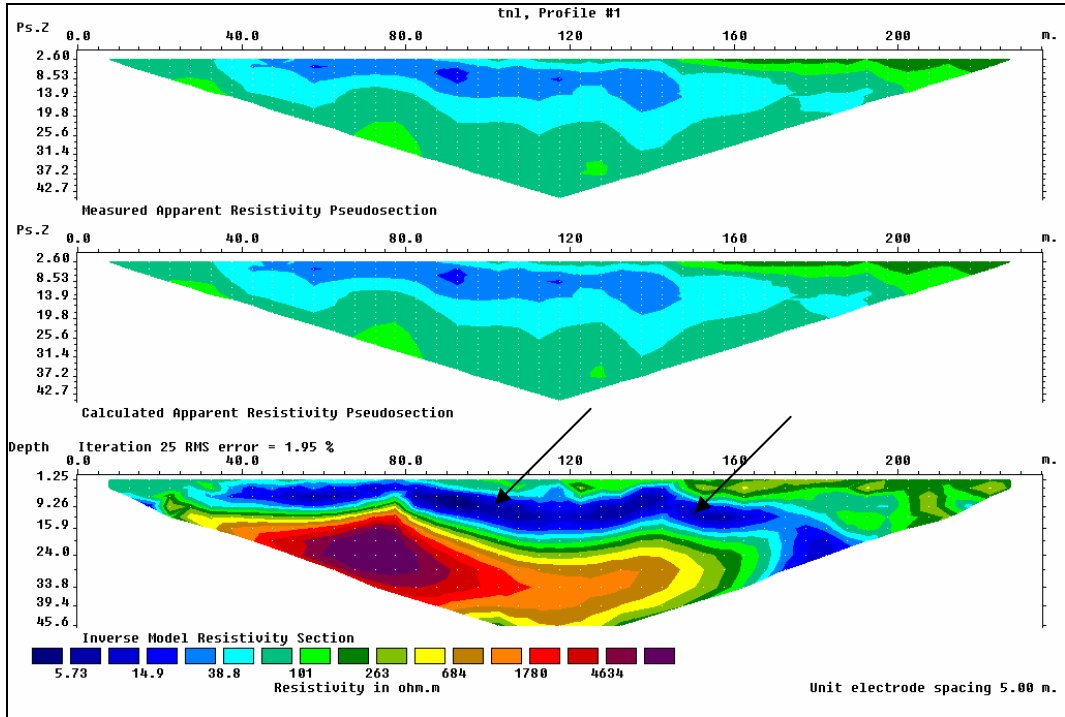 tnl, Profile #1
Ps.Z 0.0 40.0 80.0 120 160 200 m.
2.60
8.53
13.9
19.8
25.6
31.4
37.2
42.7
Measured Apparent Resistivity Pseudosection
Ps.Z 0.0 40.0 80.0 120 160 200 m.
2.60
8.53
13.9
19.8
25.6
31.4
37.2
42.7
Calculated Apparent Resistivity Pseudosection
Depth Iteration 25 RMS error = 1.95 %
0.0 40.0 80.0 120 160 200 m.
1.25
9.26
15.9
24.0
33.8
39.4
45.6
Inverse Model Resistivity Section
5.73 14.9 38.8 101 263 684 1780 4634
Resistivity in ohm.m
Unit electrode spacing 5.00 m.